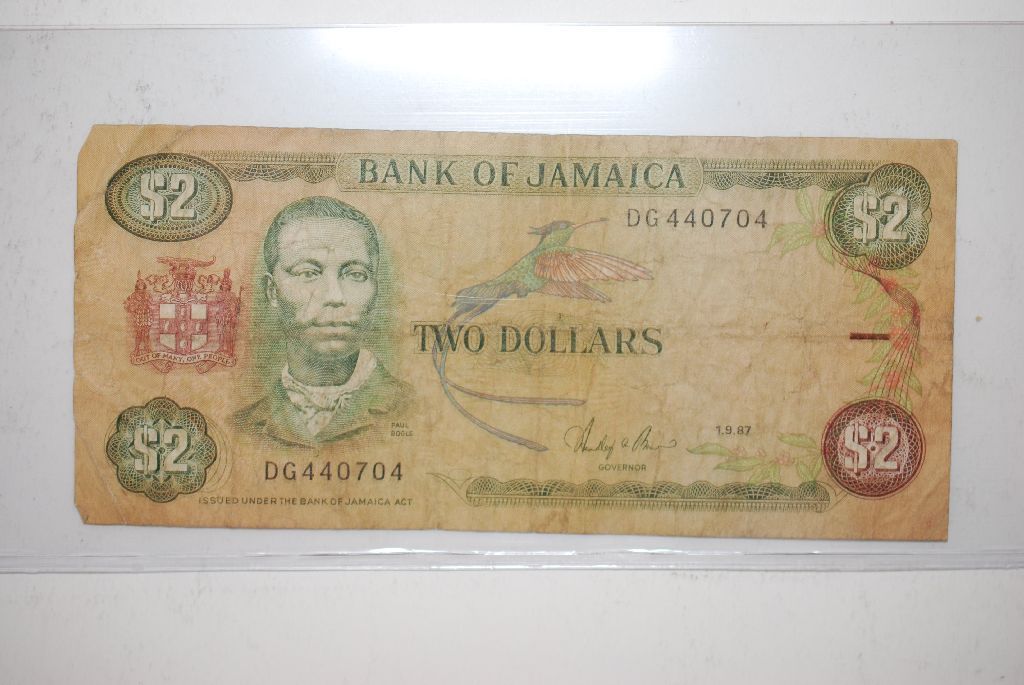 BANK OF JAMAICA
$2
$2
DG440704
OUT OF MANY, ONE PEOPLE
TWO DOLLARS
PAUL
BOGLE
1.9.87
GOVERNOR
$2
$2
DG440704
ISSUED UNDER THE BANK OF JAMAICA ACT